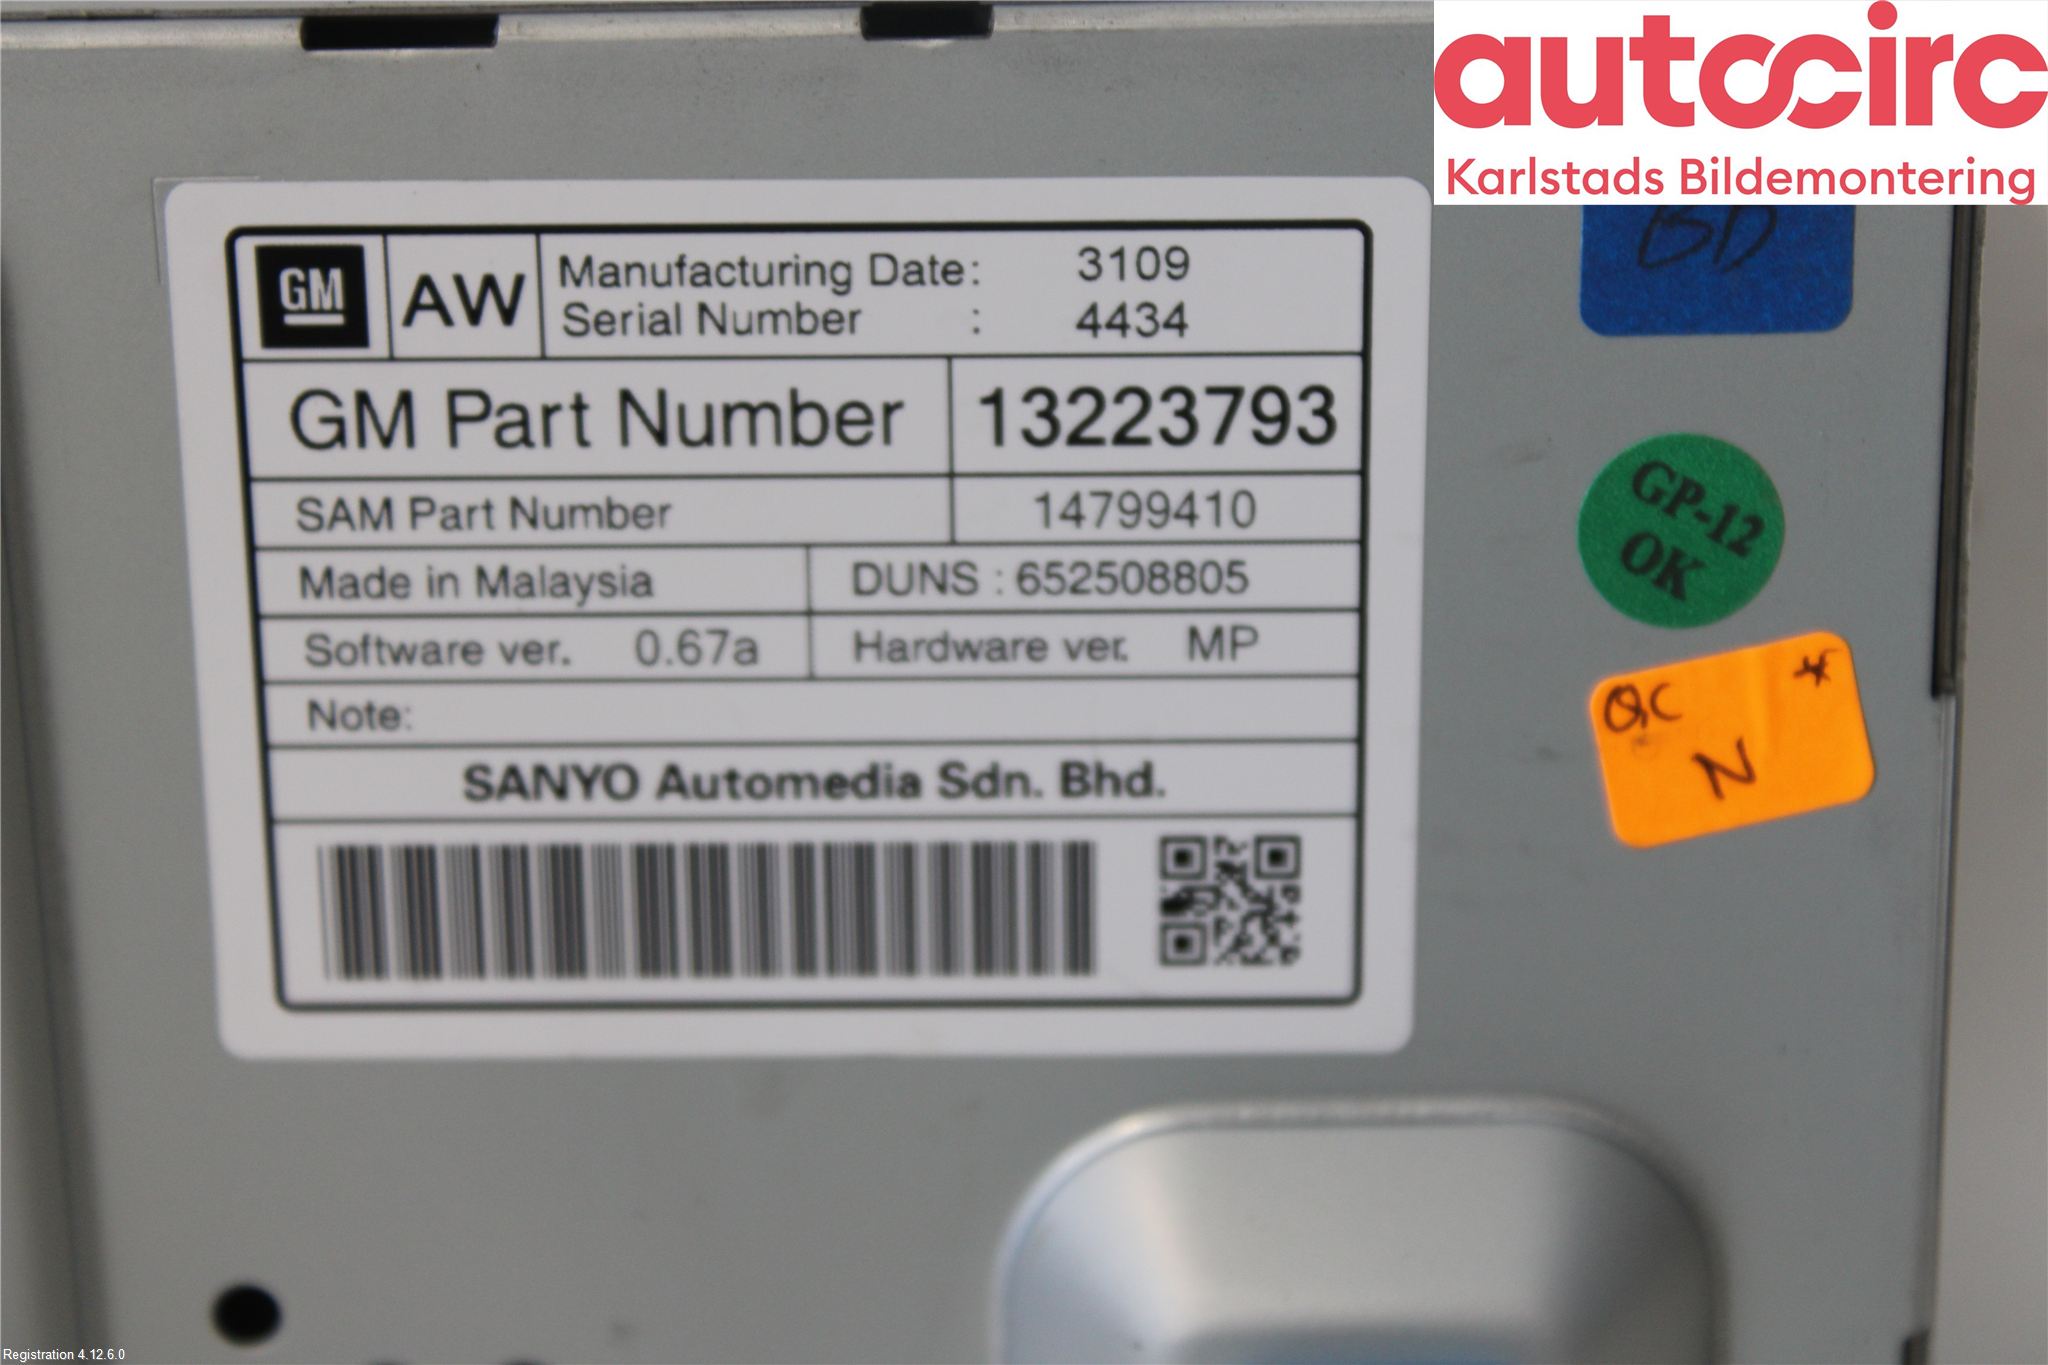 autocirc
Karlstads Bildemontering
BD
GM AW Manufacturing Date: 3109
Serial Number : 4434
GM Part Number 13223793
SAM Part Number 14799410
Made in Malaysia DUNS : 652508805
Software ver. 0.67a Hardware ver. MP
Note:
SANYO Automedia Sdn. Bhd.
GP-12
OK
QC *
N
Registration 4.12.6.0